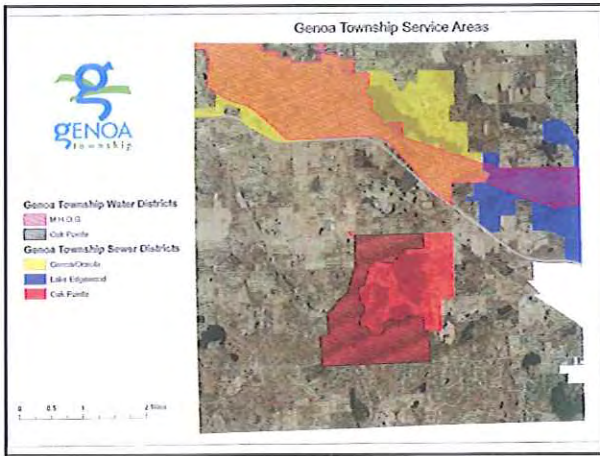 Genoa Township Service Areas
g
gENOA
township
Genoa Township Water Districts
M.H.O.G
Oak Pointe
Genoa Township Sewer Districts
Genoa/Oceola
Lake Edgewood
Oak Pointe
0 0.5 1 2 Miles